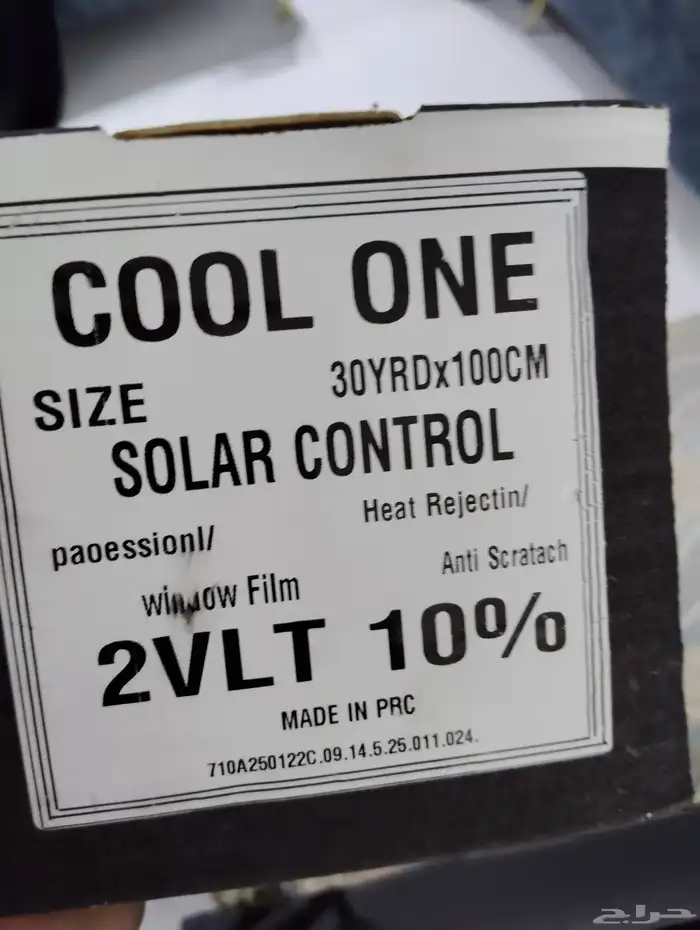 COOL ONE
SIZE 30YRDx100CM
SOLAR CONTROL
paoessionl/ Heat Rejectin/
window Film Anti Scratach
2VLT 10%
MADE IN PRC
710A250122C.09.14.5.25.011.024.
حراج